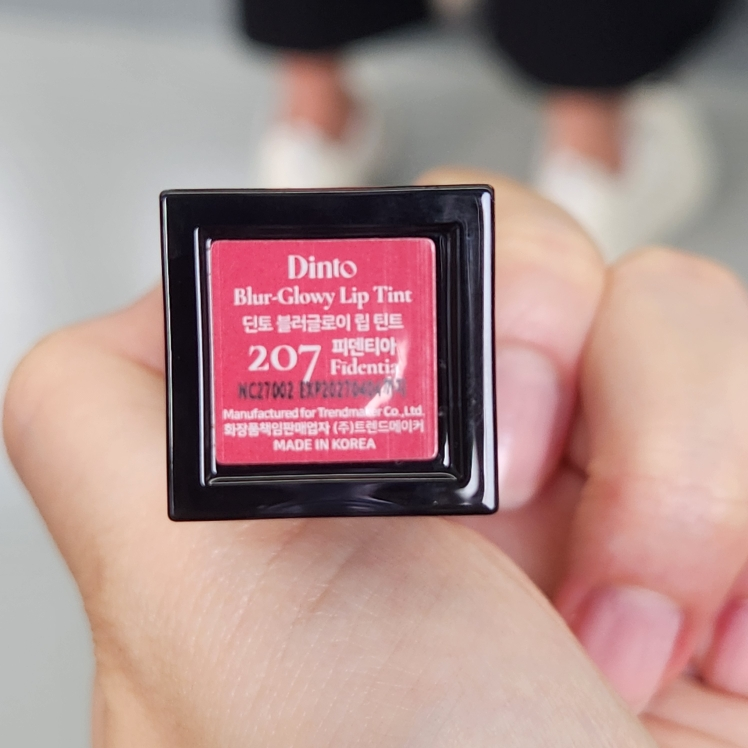 Dinto
Blur-Glowy Lip Tint
딘토 블러글로이 립 틴트
207 피덴티아
Fidentia
NC27002
Manufactured for Trendmaker Co.,Ltd.
화장품책임판매업자 (주)트렌드메이커
MADE IN KOREA